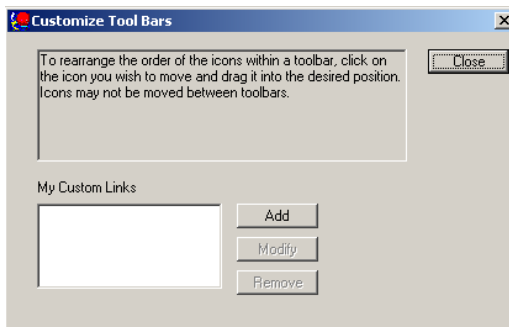 Customize Tool Bars
To rearrange the order of the icons within a toolbar, click on
the icon you wish to move and drag it into the desired position.
Icons may not be moved between toolbars.
Close
My Custom Links
Add
Modify
Remove